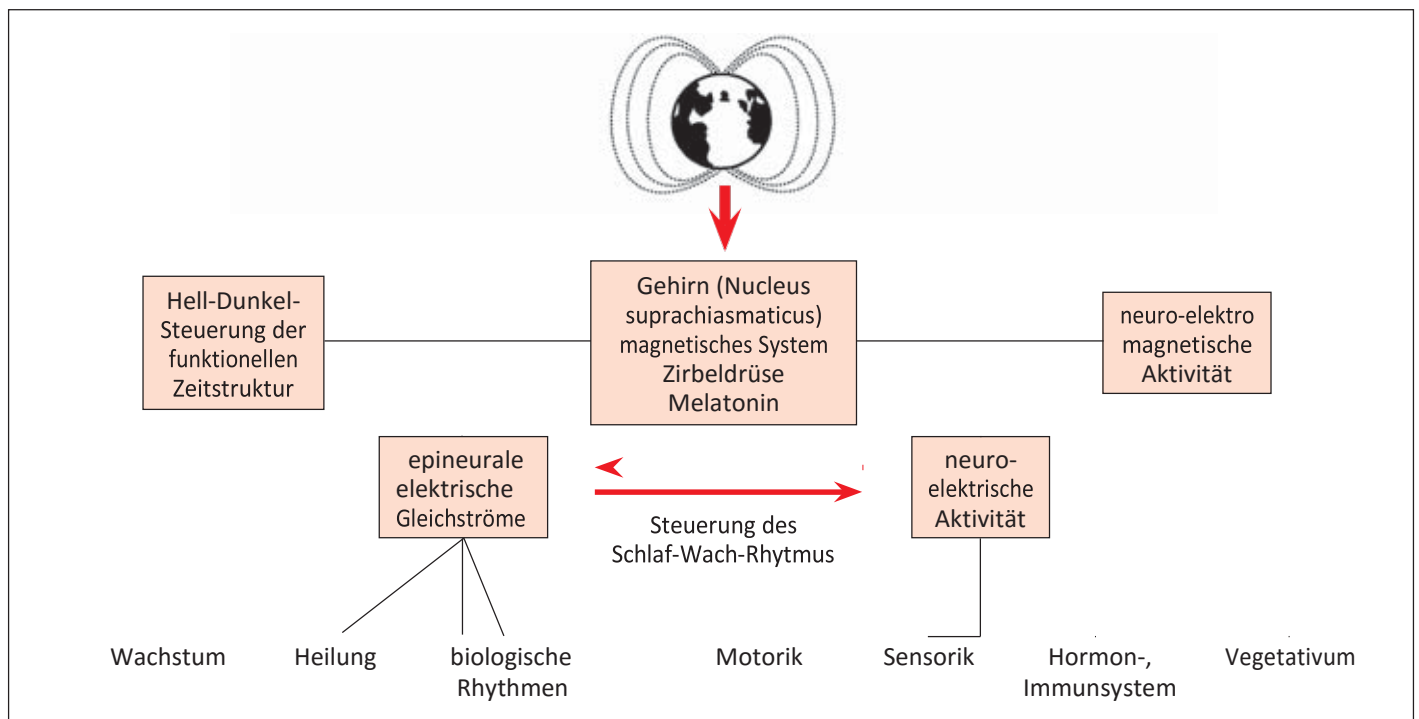 Hell-Dunkel-
Steuerung der
funktionellen
Zeitstruktur
Gehirn (Nucleus
suprachiasmaticus)
magnetisches System
Zirbeldrüse
Melatonin
neuro-elektro
magnetische
Aktivität
epineurale
elektrische
Gleichströme
Steuerung des
Schlaf-Wach-Rhytmus
neuro-
elektrische
Aktivität
Wachstum
Heilung
biologische
Rhythmen
Motorik
Sensorik
Hormon-,
Immunsystem
Vegetativum